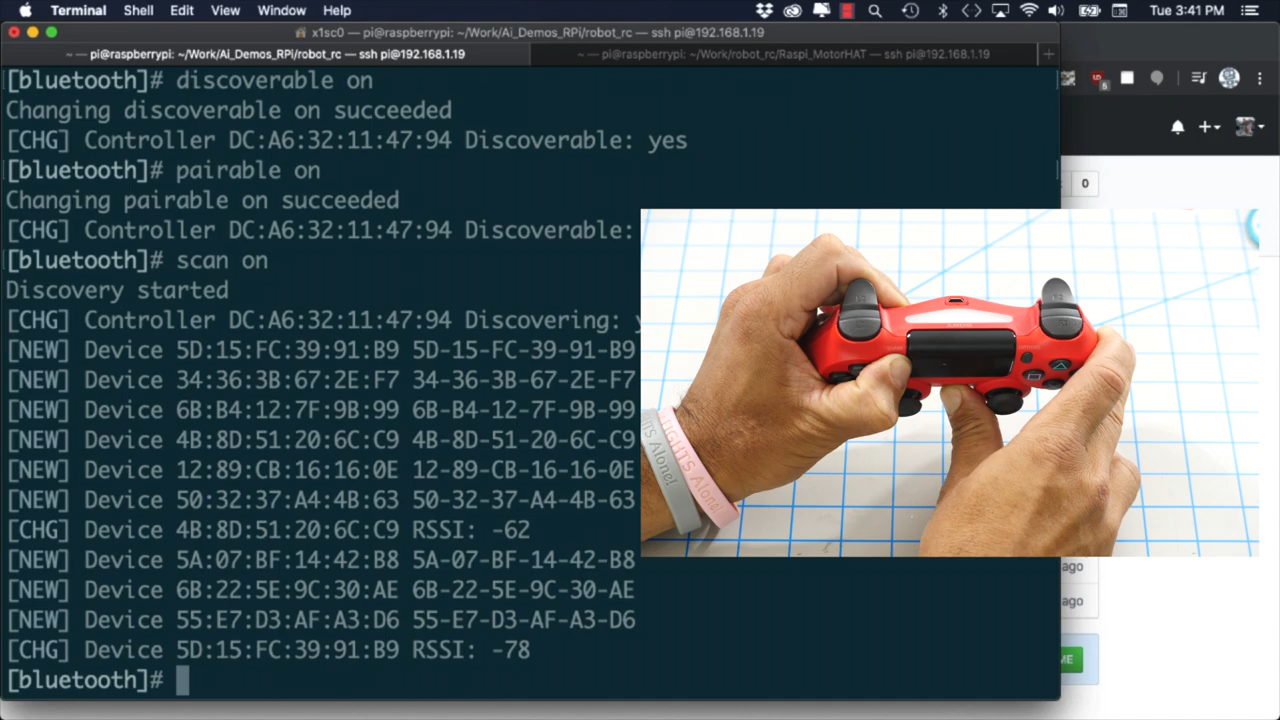 Terminal Shell Edit View Window Help Tue 3:41 PM
x1sc0 — pi@raspberrypi: ~/Work/Ai_Demos_RPi/robot_rc — ssh pi@192.168.1.19
~ — pi@raspberrypi: ~/Work/Ai_Demos_RPi/robot_rc — ssh pi@192.168.1.19
~ — pi@raspberrypi: ~/Work/robot_rc/Raspi_MotorHAT — ssh pi@192.168.1.19
[bluetooth]# discoverable on
Changing discoverable on succeeded
[CHG] Controller DC:A6:32:11:47:94 Discoverable: yes
[bluetooth]# pairable on
Changing pairable on succeeded
[CHG] Controller DC:A6:32:11:47:94 Discoverable:
[bluetooth]# scan on
Discovery started
[CHG] Controller DC:A6:32:11:47:94 Discovering:
[NEW] Device 5D:15:FC:39:91:B9 5D-15-FC-39-91-B9
[NEW] Device 34:36:3B:67:2E:F7 34-36-3B-67-2E-F7
[NEW] Device 6B:B4:12:7F:9B:99 6B-B4-12-7F-9B-99
[NEW] Device 4B:8D:51:20:6C:C9 4B-8D-51-20-6C-C9
[NEW] Device 12:89:CB:16:16:0E 12-89-CB-16-16-0E
[NEW] Device 50:32:37:A4:4B:63 50-32-37-A4-4B-63
[CHG] Device 4B:8D:51:20:6C:C9 RSSI: -62
[NEW] Device 5A:07:BF:14:42:B8 5A-07-BF-14-42-B8
[NEW] Device 6B:22:5E:9C:30:AE 6B-22-5E-9C-30-AE
[NEW] Device 55:E7:D3:AF:A3:D6 55-E7-D3-AF-A3-D6
[CHG] Device 5D:15:FC:39:91:B9 RSSI: -78
[bluetooth]#
5
0
ago
ago
ME
Alone!
Alone!